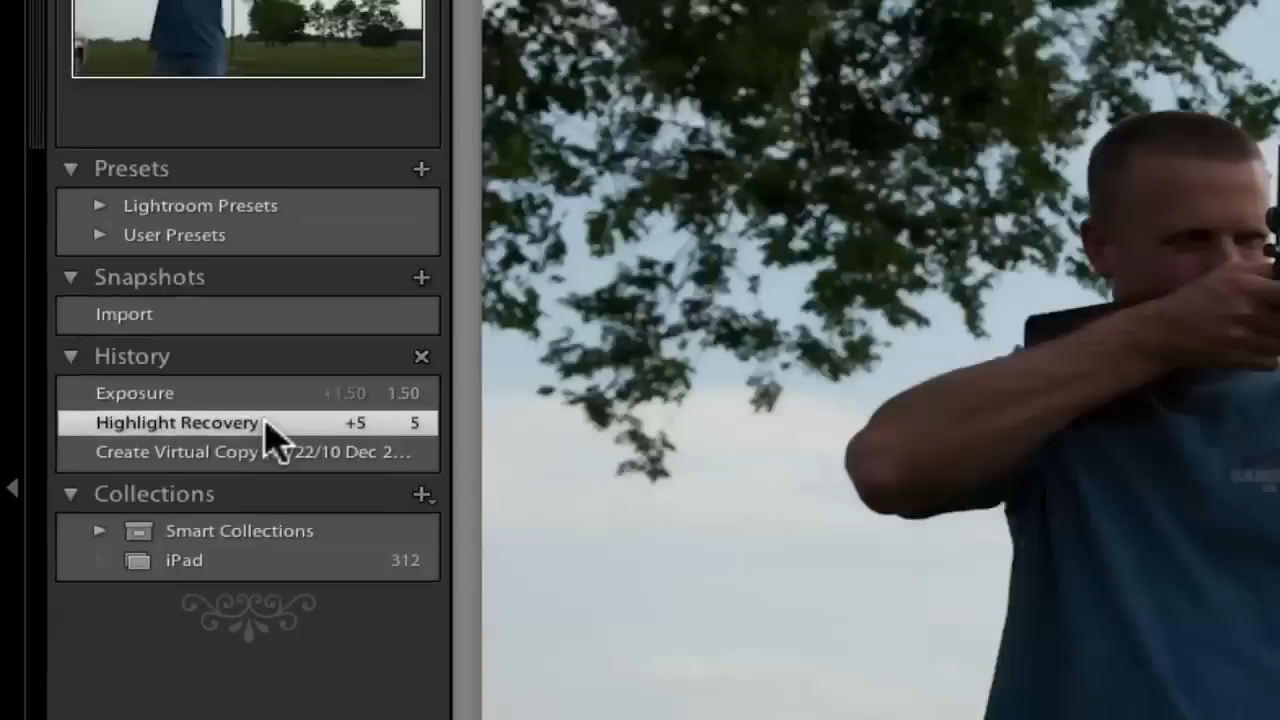 Presets
Lightroom Presets
User Presets
Snapshots
Import
History
Exposure +1.50 1.50
Highlight Recovery +5 5
Create Virtual Copy 22/10 Dec 2...
Collections
Smart Collections
iPad 312